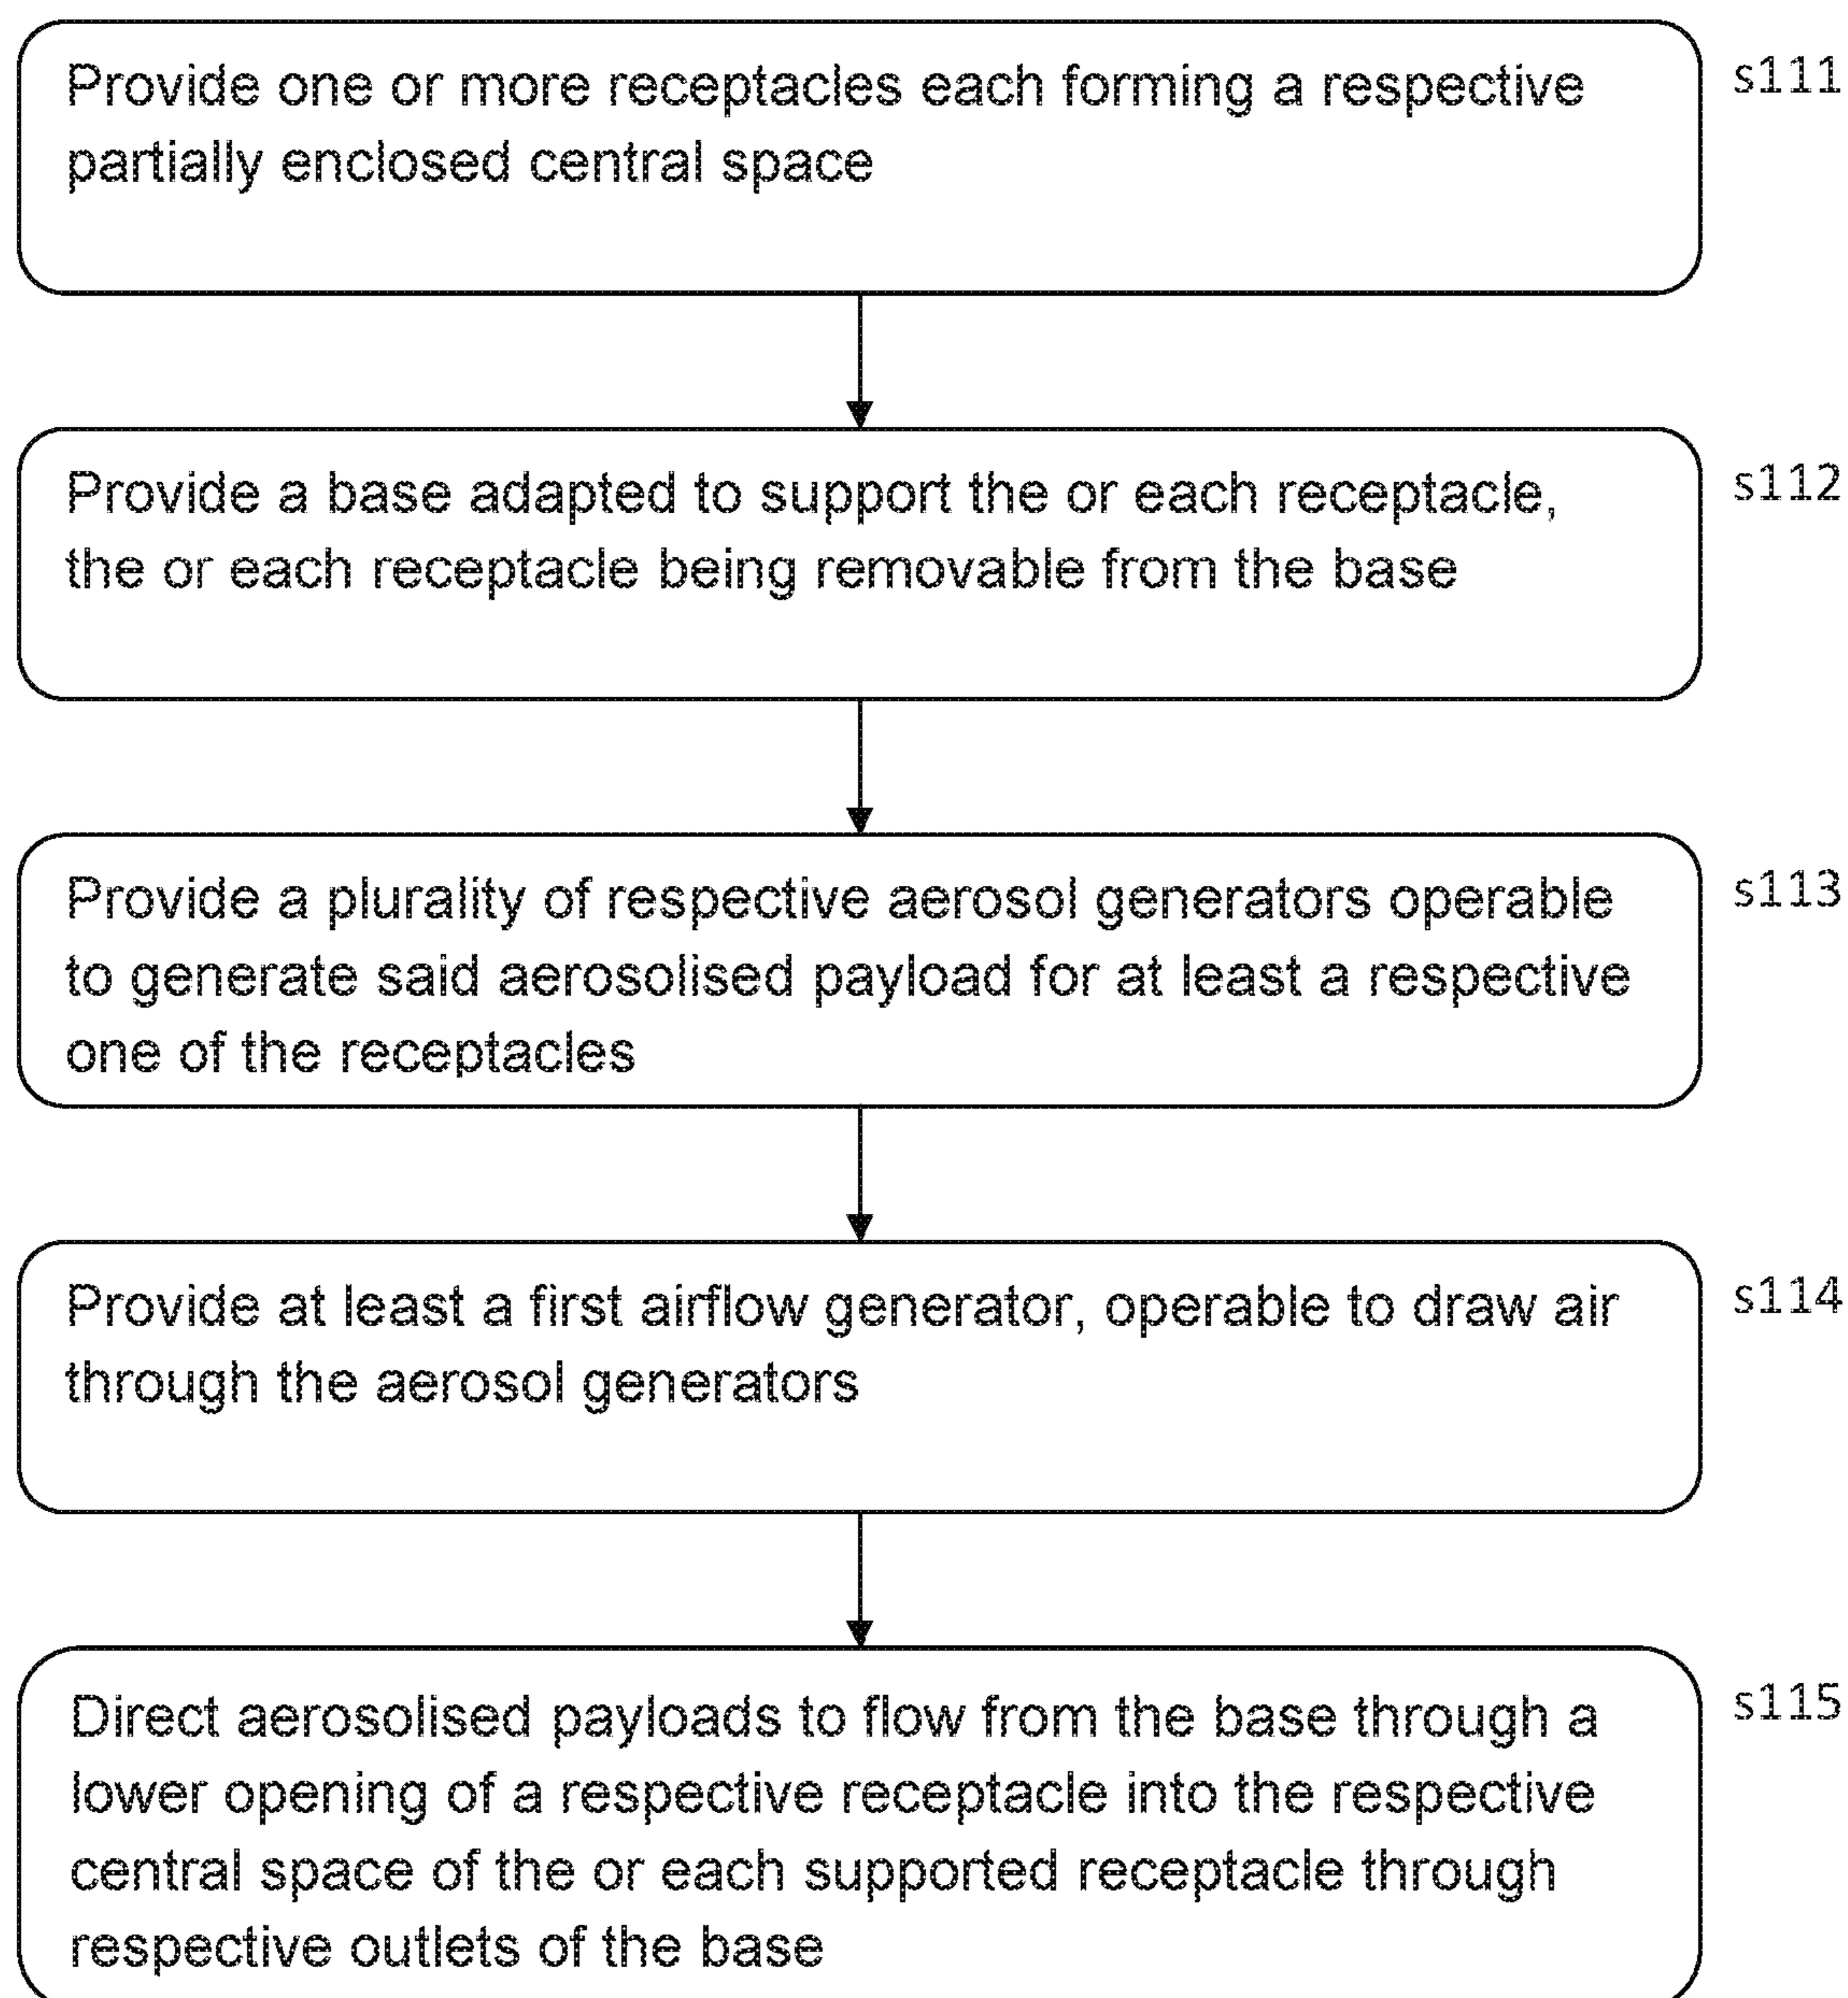 Provide one or more receptacles each forming a respective
partially enclosed central space
s111
Provide a base adapted to support the or each receptacle,
the or each receptacle being removable from the base
s112
Provide a plurality of respective aerosol generators operable
to generate said aerosolised payload for at least a respective
one of the receptacles
s113
Provide at least a first airflow generator, operable to draw air
through the aerosol generators
s114
Direct aerosolised payloads to flow from the base through a
lower opening of a respective receptacle into the respective
central space of the or each supported receptacle through
respective outlets of the base
s115